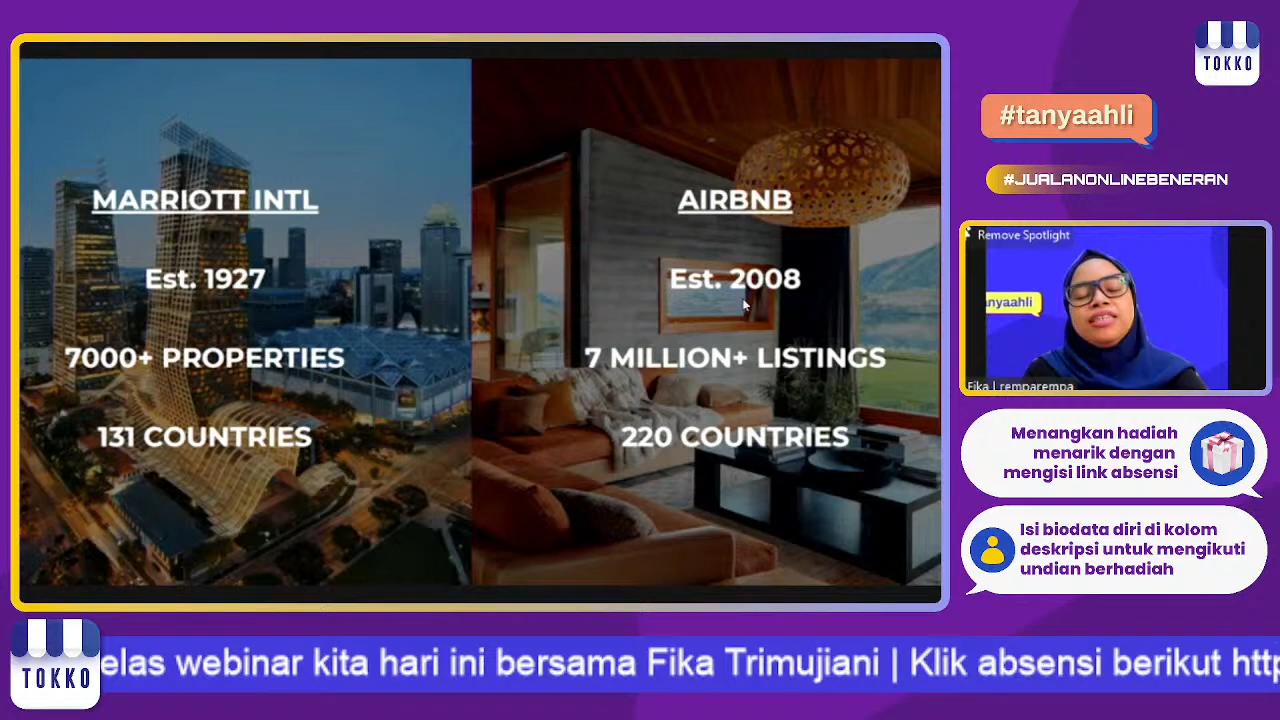 MARRIOTT INTL
Est. 1927
7000+ PROPERTIES
131 COUNTRIES
AIRBNB
Est. 2008
7 MILLION+ LISTINGS
220 COUNTRIES
TOKKO
#tanyaahli
#JUALANONLINEBENERAN
Remove Spotlight
anyaahli
Fika | remparempa
Menangkan hadiah
menarik dengan
mengisi link absensi
Isi biodata diri di kolom
deskripsi untuk mengikuti
undian berhadiah
TOKKO
elas webinar kita hari ini bersama Fika Trimujiani | Klik absensi berikut http